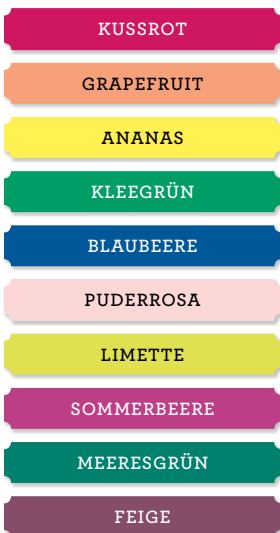 KUSSROT
GRAPEFRUIT
ANANAS
KLEEGRÜN
BLAUBEERE
PUDERROSA
LIMETTE
SOMMERBEERE
MEERESGRÜN
FEIGE